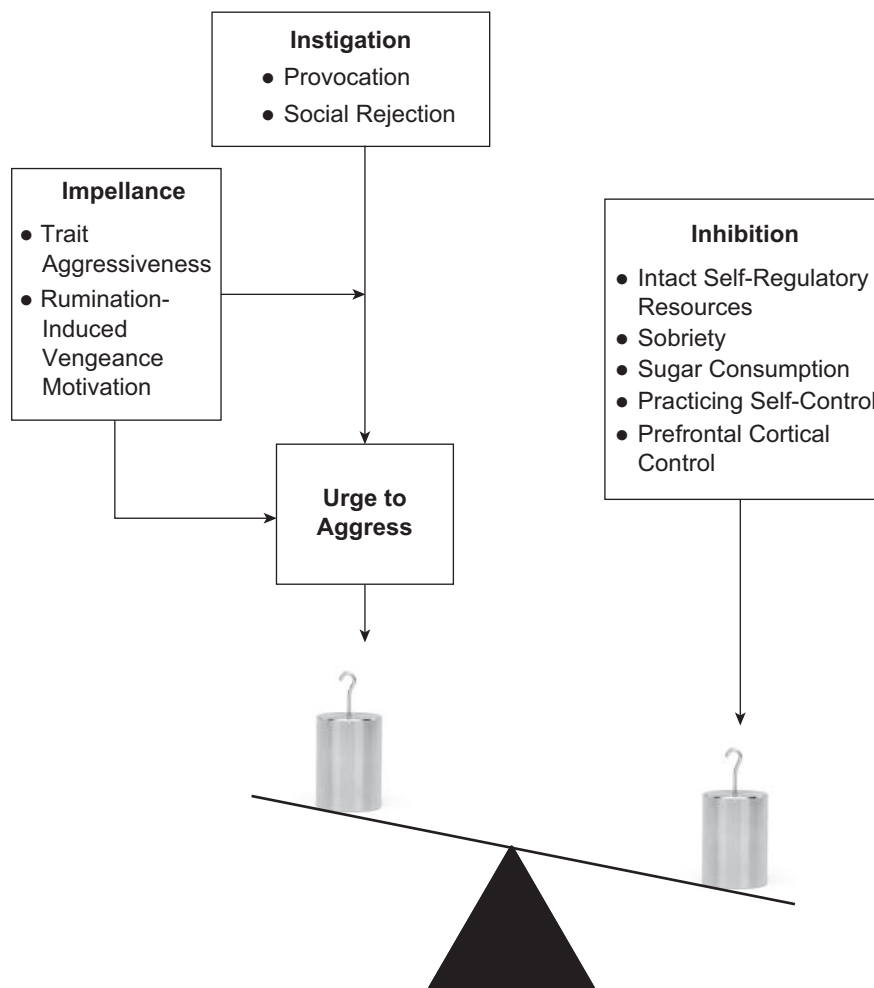 Instigation
● Provocation
● Social Rejection
Impellance
● Trait
Aggressiveness
● Rumination-
Induced
Vengeance
Motivation
Inhibition
● Intact Self-Regulatory
Resources
● Sobriety
● Sugar Consumption
● Practicing Self-Control
● Prefrontal Cortical
Control
Urge to
Aggress